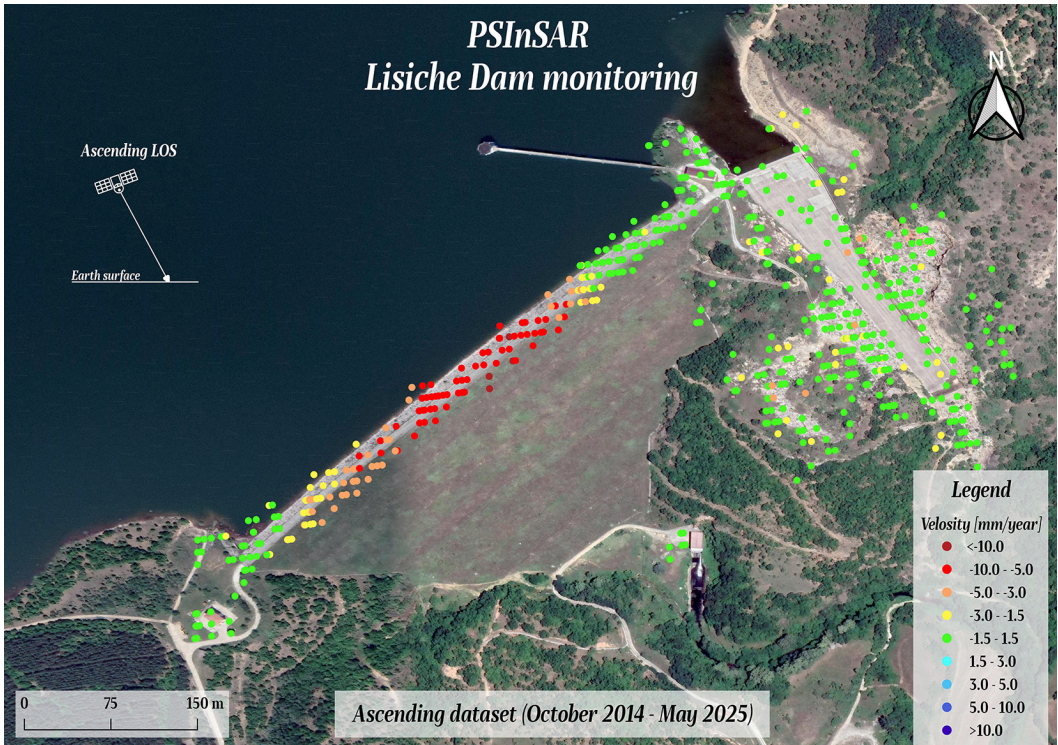 PSInSAR
Lisiche Dam monitoring
N
Ascending LOS
Earth surface
Legend
Velosity [mm/year]
<-10.0
-10.0 - -5.0
-5.0 - -3.0
-3.0 - -1.5
-1.5 - 1.5
1.5 - 3.0
3.0 - 5.0
5.0 - 10.0
>10.0
0 75 150 m
Ascending dataset (October 2014 - May 2025)